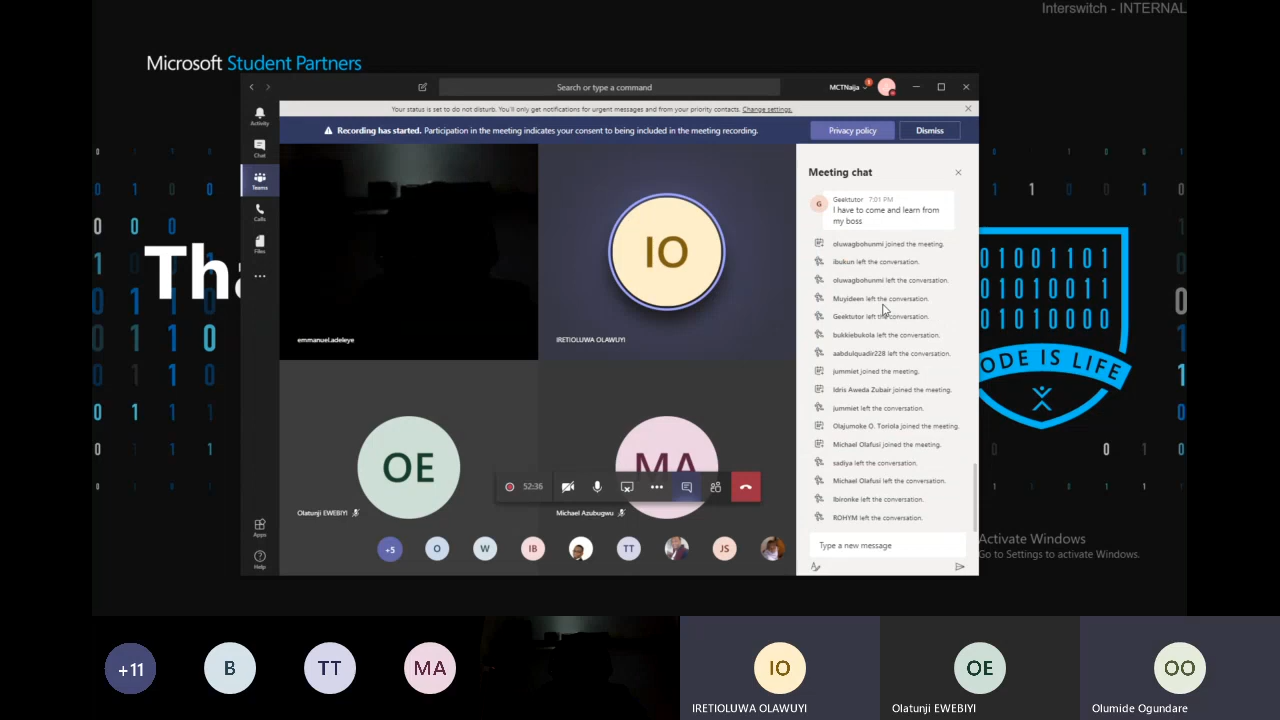 Interswitch - INTERNAL
Microsoft Student Partners
Search or type a command
MCTNaija
Your status is set to do not disturb. You'll only get notifications for urgent messages and from your priority contacts. Change settings.
Recording has started. Participation in the meeting indicates your consent to being included in the meeting recording.
Privacy policy
Dismiss
Activity
Chat
Teams
Calls
Files
Apps
Help
Tha
emmanuel.adeleye
IO
IRETIOLUWA OLAWUYI
OE
Olatunji EWEBIYI
MA
Michael Azubugwu
52:36
+5
O
W
IB
TT
JS
Meeting chat
G
Geektutor 7:01 PM
I have to come and learn from
my boss
oluwagbohunmi joined the meeting.
ibukun left the conversation.
oluwagbohunmi left the conversation.
Muyideen left the conversation.
Geektutor left the conversation.
bukkiebukola left the conversation.
aabdulquadir228 left the conversation.
jummiet joined the meeting.
Idris Aweda Zubair joined the meeting.
jummiet left the conversation.
Olajumoke O. Toriola joined the meeting.
Michael Olafusi joined the meeting.
sadiya left the conversation.
Michael Olafusi left the conversation.
Ibironke left the conversation.
ROHYM left the conversation.
Type a new message
01001101
01010011
01010000
ODE IS LIFE
Activate Windows
Go to Settings to activate Windows.
+11
B
TT
MA
IO
IRETIOLUWA OLAWUYI
OE
Olatunji EWEBIYI
OO
Olumide Ogundare